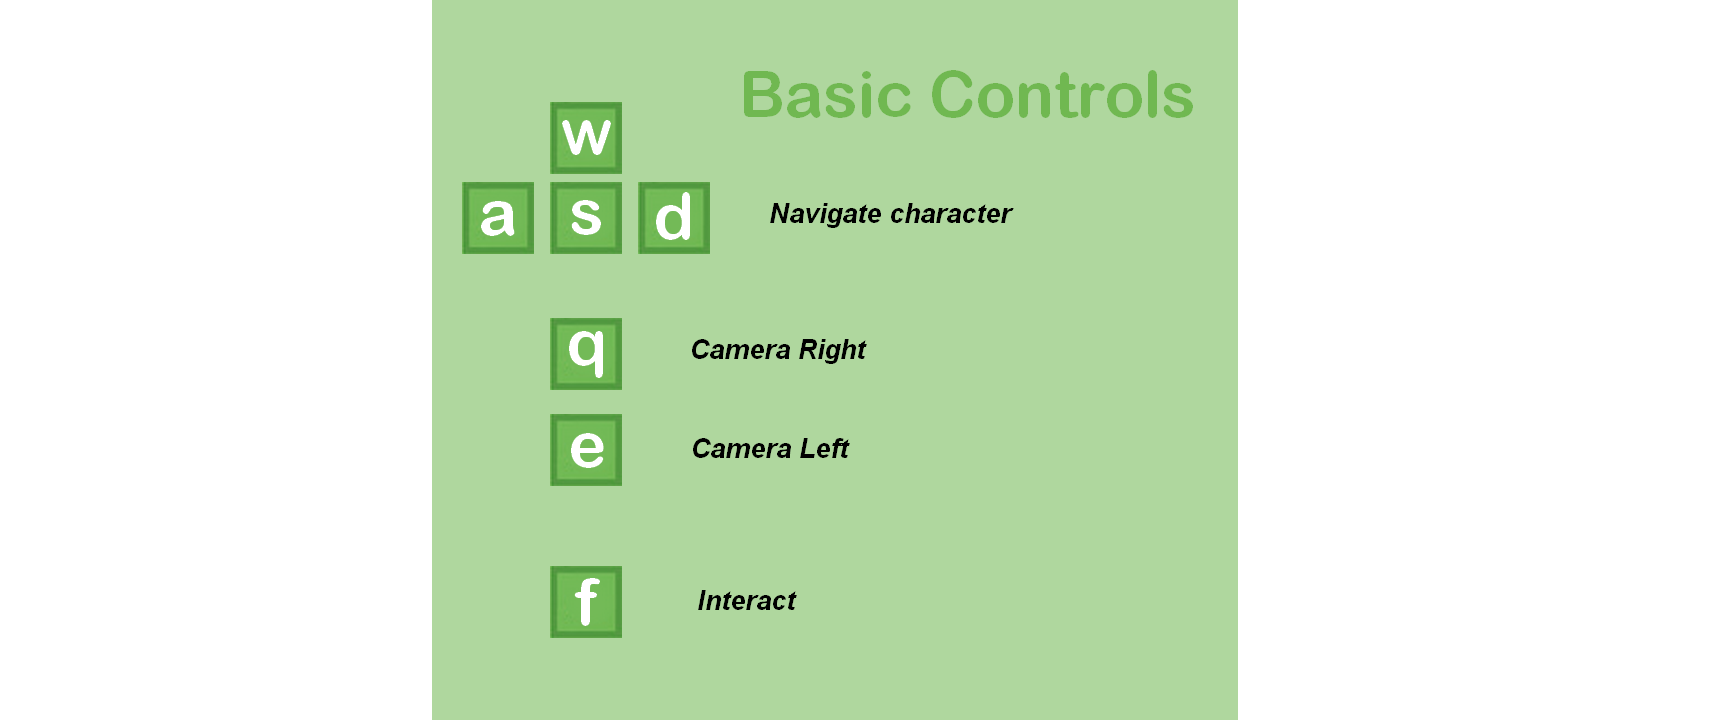 Basic Controls
w
a s d Navigate character
q Camera Right
e Camera Left
f Interact